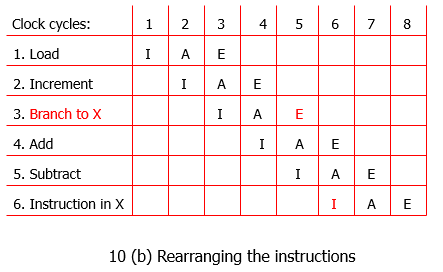 Clock cycles: 1 2 3 4 5 6 7 8
1. Load I A E
2. Increment I A E
3. Branch to X I A E
4. Add I A E
5. Subtract I A E
6. Instruction in X I A E
10 (b) Rearranging the instructions